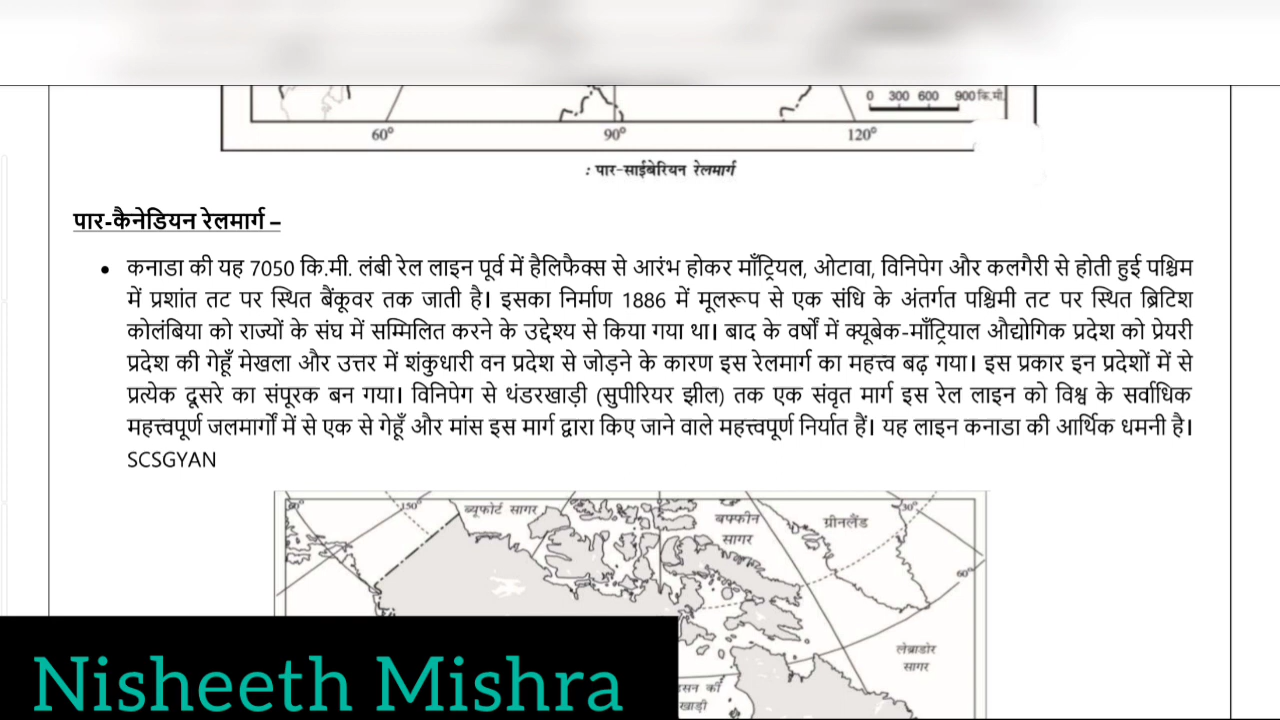 0 300 600 900 कि.मी.
60° 90° 120°
: पार-साईबेरियन रेलमार्ग
पार-कैनेडियन रेलमार्ग –
• कनाडा की यह 7050 कि.मी. लंबी रेल लाइन पूर्व में हैलिफैक्स से आरंभ होकर माँट्रियल, ओटावा, विनिपेग और कलगैरी से होती हुई पश्चिम
में प्रशांत तट पर स्थित बैंकूवर तक जाती है। इसका निर्माण 1886 में मूलरूप से एक संधि के अंतर्गत पश्चिमी तट पर स्थित ब्रिटिश
कोलंबिया को राज्यों के संघ में सम्मिलित करने के उद्देश्य से किया गया था। बाद के वर्षों में क्यूबेक-माँट्रियाल औद्योगिक प्रदेश को प्रेयरी
प्रदेश की गेहूँ मेखला और उत्तर में शंकुधारी वन प्रदेश से जोड़ने के कारण इस रेलमार्ग का महत्त्व बढ़ गया। इस प्रकार इन प्रदेशों में से
प्रत्येक दूसरे का संपूरक बन गया। विनिपेग से थंडरखाड़ी (सुपीरियर झील) तक एक संवृत मार्ग इस रेल लाइन को विश्व के सर्वाधिक
महत्त्वपूर्ण जलमार्गों में से एक से गेहूँ और मांस इस मार्ग द्वारा किए जाने वाले महत्त्वपूर्ण निर्यात हैं। यह लाइन कनाडा की आर्थिक धमनी है।
SCSGYAN
150° ब्यूफोर्ट सागर बफ्फीन ग्रीनलैंड 30°
सागर
60°
लेब्राडोर
सागर
खाड़ी
Nisheeth Mishra